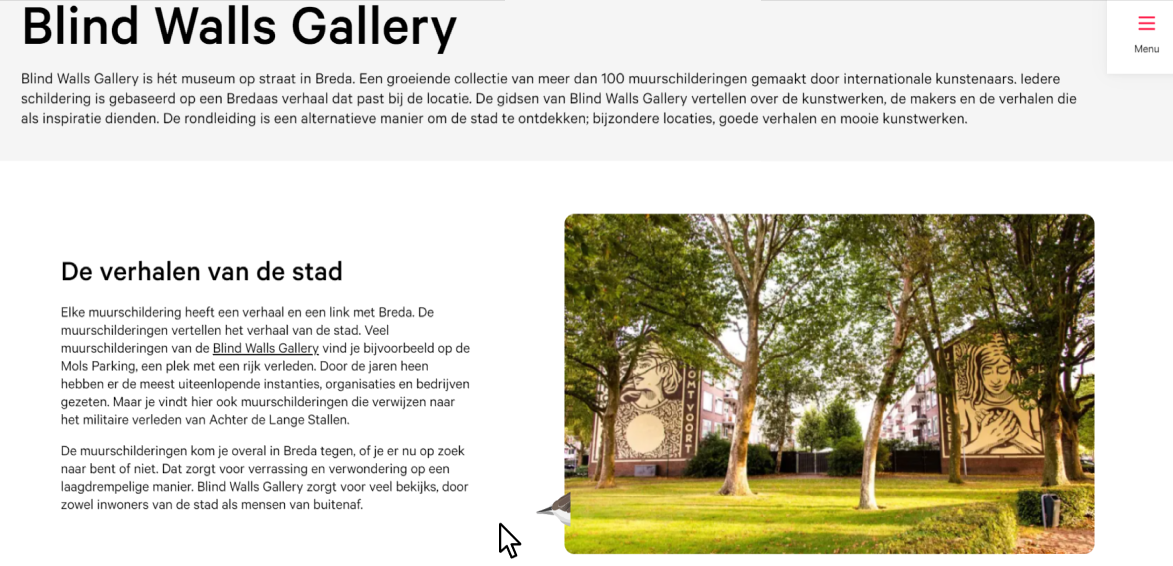 Blind Walls Gallery
Menu
Blind Walls Gallery is hét museum op straat in Breda. Een groeiende collectie van meer dan 100 muurschilderingen gemaakt door internationale kunstenaars. Iedere
schildering is gebaseerd op een Bredaas verhaal dat past bij de locatie. De gidsen van Blind Walls Gallery vertellen over de kunstwerken, de makers en de verhalen die
als inspiratie dienden. De rondleiding is een alternatieve manier om de stad te ontdekken; bijzondere locaties, goede verhalen en mooie kunstwerken.
De verhalen van de stad
Elke muurschildering heeft een verhaal en een link met Breda. De
muurschilderingen vertellen het verhaal van de stad. Veel
muurschilderingen van de Blind Walls Gallery vind je bijvoorbeeld op de
Mols Parking, een plek met een rijk verleden. Door de jaren heen
hebben er de meest uiteenlopende instanties, organisaties en bedrijven
gezeten. Maar je vindt hier ook muurschilderingen die verwijzen naar
het militaire verleden van Achter de Lange Stallen.
De muurschilderingen kom je overal in Breda tegen, of je er nu op zoek
naar bent of niet. Dat zorgt voor verrassing en verwondering op een
laagdrempelige manier. Blind Walls Gallery zorgt voor veel bekijks, door
zowel inwoners van de stad als mensen van buitenaf.
VOORT